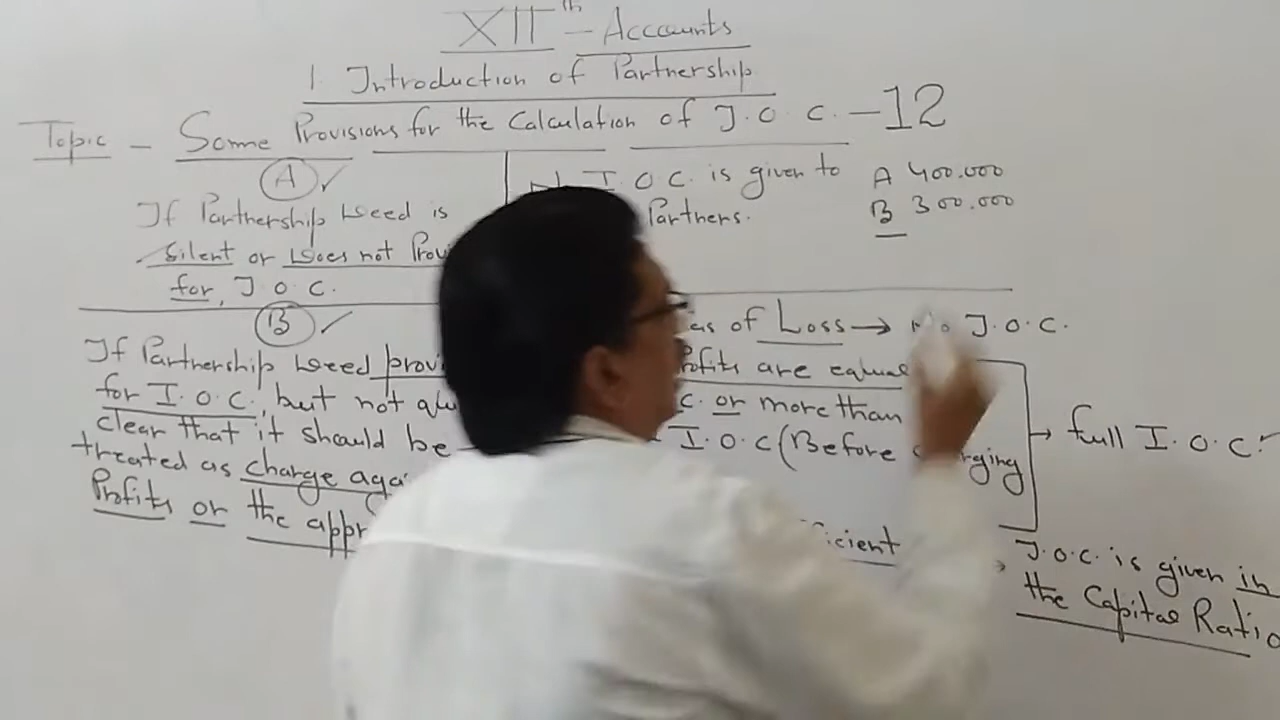 XII th - Accounts
1. Introduction of Partnership
Topic - Some Provisions for the Calculation of I.O.C. - 12
A
If Partnership Deed is
silent or Does not
for, I.O.C.
I.O.C. is given to
Partners.
A 400.000
B 300.000
B
If Partnership Deed
for I.O.C, but not
clear that it should be
treated as charge
Profits or the
of Loss → No I.O.C.
are equal
or more than
I.O.C (Before
→ full I.O.C.
I.O.C. is given in
the Capital Ratio